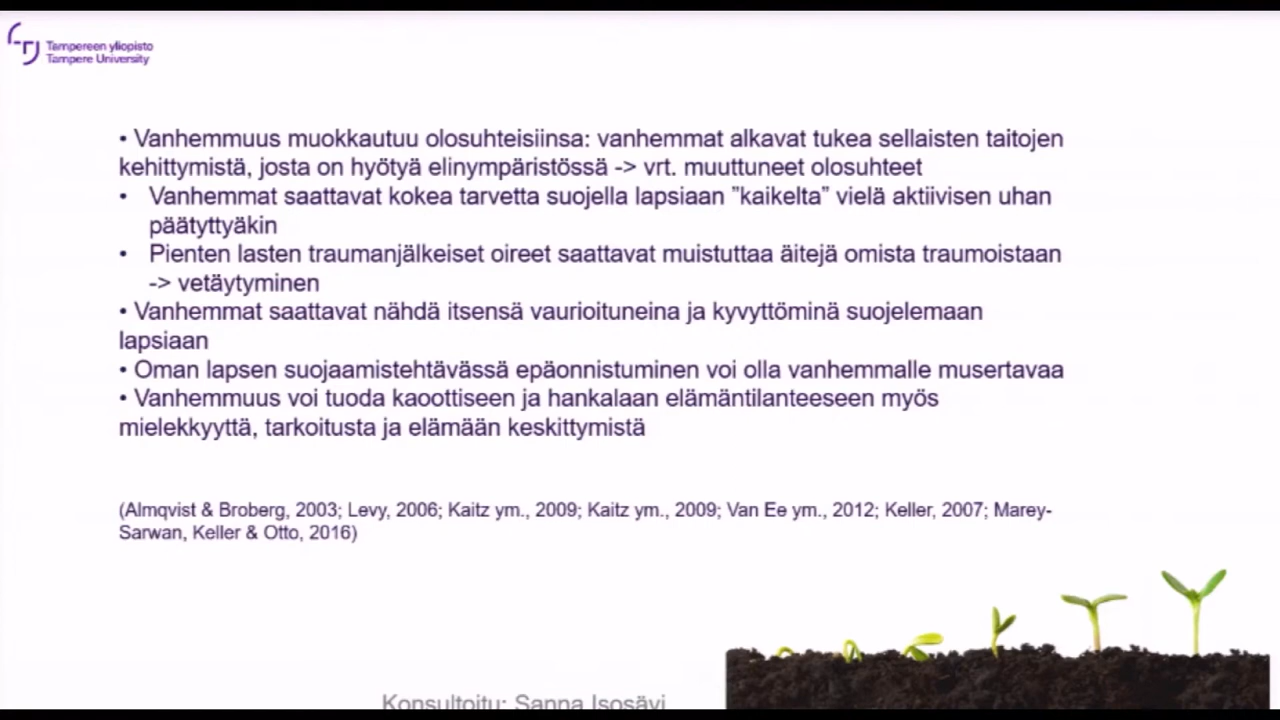 Tampereen yliopisto
Tampere University
• Vanhemmuus muokkautuu olosuhteisiinsa: vanhemmat alkavat tukea sellaisten taitojen
kehittymistä, josta on hyötyä elinympäristössä -> vrt. muuttuneet olosuhteet
• Vanhemmat saattavat kokea tarvetta suojella lapsiaan ”kaikelta” vielä aktiivisen uhan
päätyttyäkin
• Pienten lasten traumanjälkeiset oireet saattavat muistuttaa äitejä omista traumoistaan
-> vetäytyminen
• Vanhemmat saattavat nähdä itsensä vaurioituneina ja kyvyttöminä suojelemaan
lapsiaan
• Oman lapsen suojaamistehtävässä epäonnistuminen voi olla vanhemmalle musertavaa
• Vanhemmuus voi tuoda kaoottiseen ja hankalaan elämäntilanteeseen myös
mielekkyyttä, tarkoitusta ja elämään keskittymistä
(Almqvist & Broberg, 2003; Levy, 2006; Kaitz ym., 2009; Kaitz ym., 2009; Van Ee ym., 2012; Keller, 2007; Marey-
Sarwan, Keller & Otto, 2016)
Konsultoitu: Sanna Isosävi